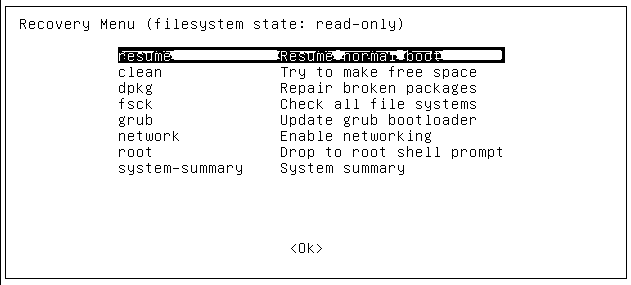 Recovery Menu (filesystem state: read-only)
resume Resume normal boot
clean Try to make free space
dpkg Repair broken packages
fsck Check all file systems
grub Update grub bootloader
network Enable networking
root Drop to root shell prompt
system-summary System summary
<Ok>